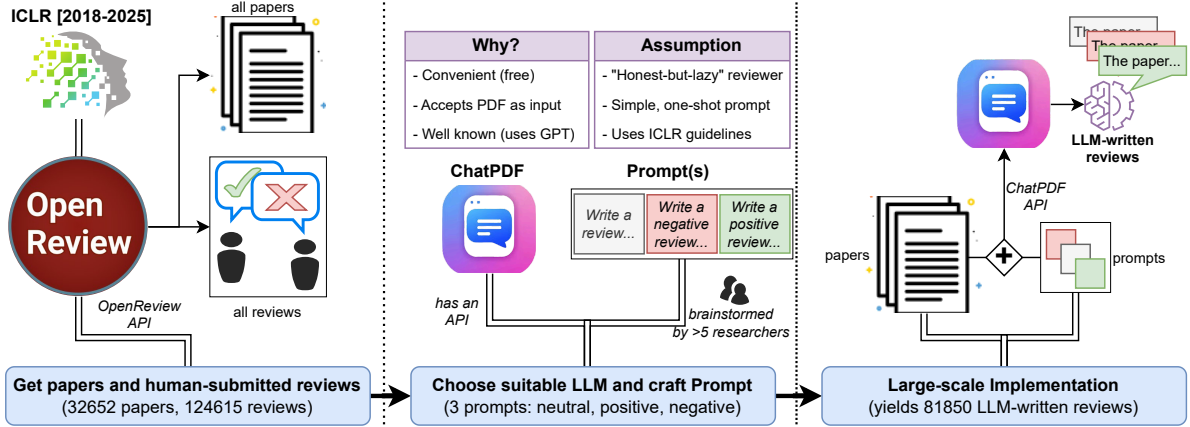 ICLR [2018-2025]
all papers
Open
Review
all reviews
OpenReview
API
Get papers and human-submitted reviews
(32652 papers, 124615 reviews)
Why?
- Convenient (free)
- Accepts PDF as input
- Well known (uses GPT)
Assumption
- "Honest-but-lazy" reviewer
- Simple, one-shot prompt
- Uses ICLR guidelines
ChatPDF
Prompt(s)
Write a
review...
Write a
negative
review...
Write a
positive
review...
has an
API
brainstormed
by >5 researchers
Choose suitable LLM and craft Prompt
(3 prompts: neutral, positive, negative)
The paper
The paper
The paper...
LLM-written
reviews
ChatPDF
API
papers
prompts
Large-scale Implementation
(yields 81850 LLM-written reviews)